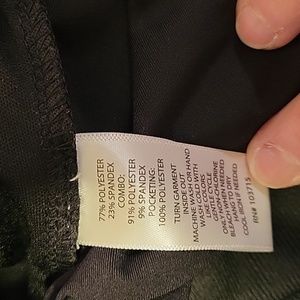 77% POLYESTER
23% SPANDEX
COMBO:
91% POLYESTER
9% SPANDEX
POCKETING:
100% POLYESTER
TURN GARMENT
INSIDE OUT
MACHINE WASH OR HAND
WASH COLD WITH
LIKE COLORS
GENTLE CYCLE
ONLY NON-CHLORINE
BLEACH IF NEEDED
HANG TO DRY
COOL IRON IF NEEDED
RN# 103715